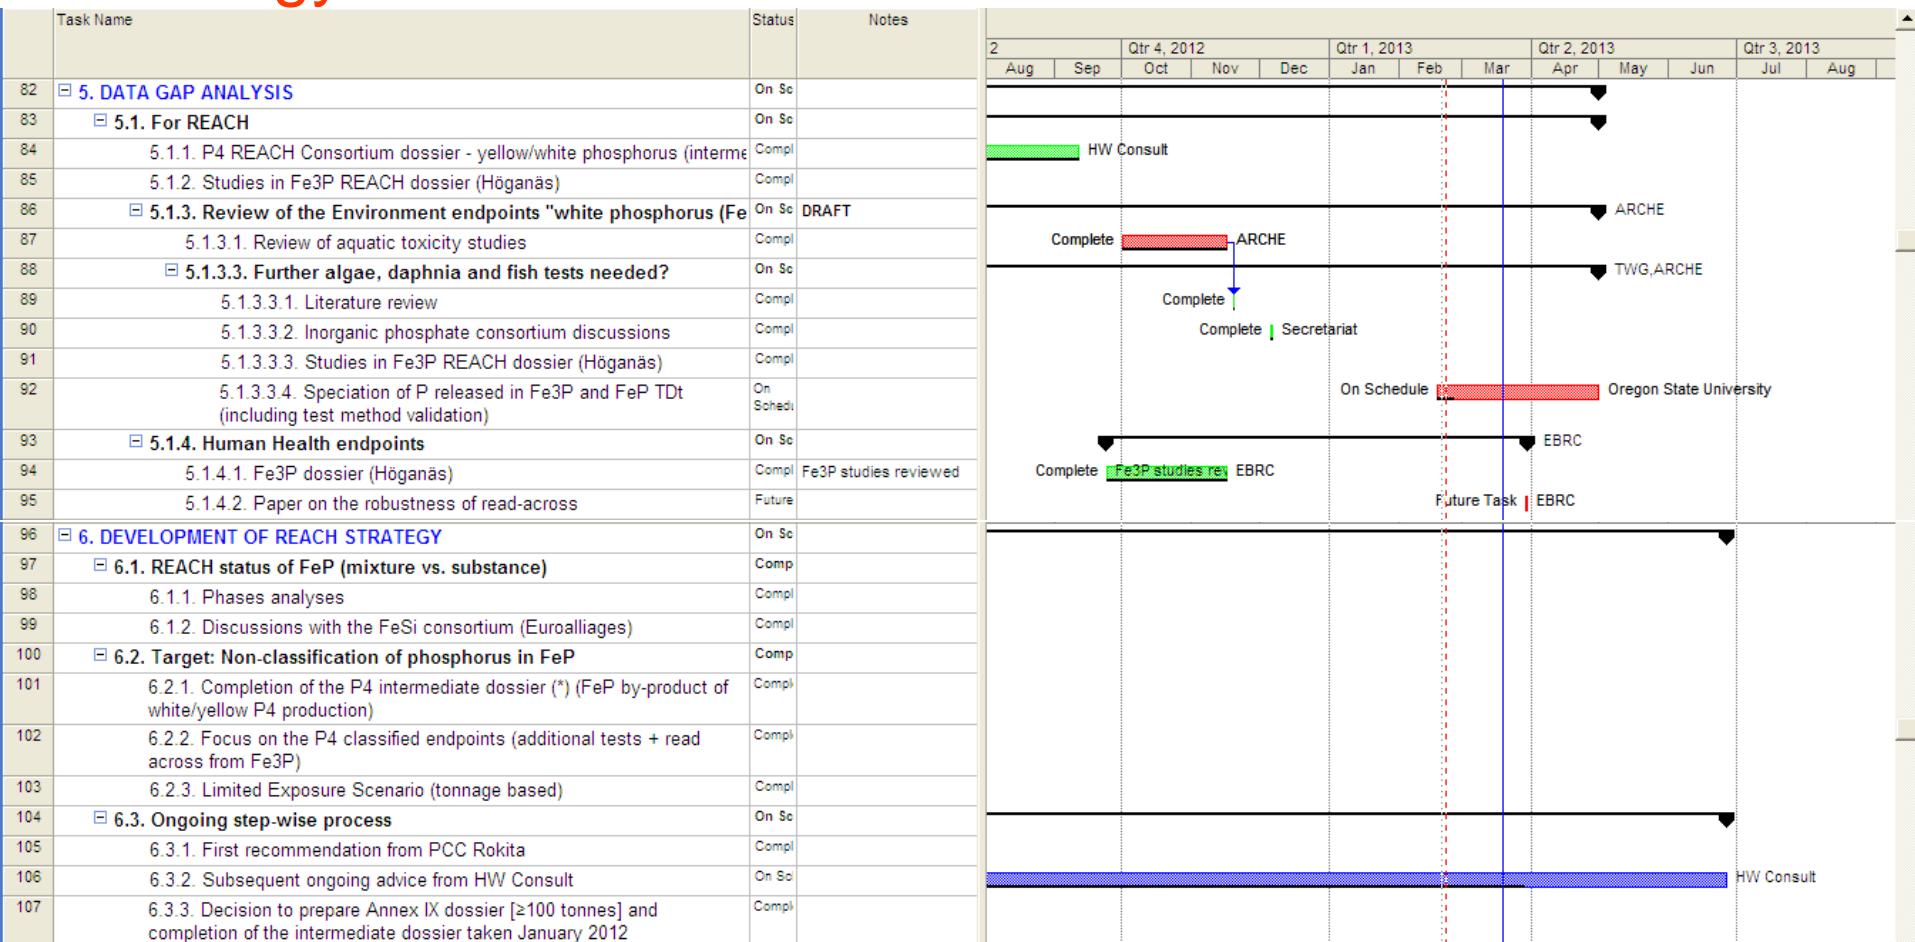 gy
Task Name Status Notes
2 Qtr 4, 2012 Qtr 1, 2013 Qtr 2, 2013 Qtr 3, 2013
Aug Sep Oct Nov Dec Jan Feb Mar Apr May Jun Jul Aug
82 5. DATA GAP ANALYSIS On Sc
83 5.1. For REACH On Sc
84 5.1.1. P4 REACH Consortium dossier - yellow/white phosphorus (interme Compl HW Consult
85 5.1.2. Studies in Fe3P REACH dossier (Höganäs) Compl
86 5.1.3. Review of the Environment endpoints "white phosphorus (Fe On Sc DRAFT ARCHE
87 5.1.3.1. Review of aquatic toxicity studies Compl Complete ARCHE
88 5.1.3.3. Further algae, daphnia and fish tests needed? On Sc TWG,ARCHE
89 5.1.3.3.1. Literature review Compl Complete
90 5.1.3.3.2. Inorganic phosphate consortium discussions Compl Complete Secretariat
91 5.1.3.3.3. Studies in Fe3P REACH dossier (Höganäs) Compl
92 5.1.3.3.4. Speciation of P released in Fe3P and FeP TDt On On Schedule Oregon State University
(including test method validation) Schedu
93 5.1.4. Human Health endpoints On Sc EBRC
94 5.1.4.1. Fe3P dossier (Höganäs) Compl Fe3P studies reviewed Complete Fe3P studies rev EBRC
95 5.1.4.2. Paper on the robustness of read-across Future Future Task EBRC
96 6. DEVELOPMENT OF REACH STRATEGY On Sc
97 6.1. REACH status of FeP (mixture vs. substance) Comp
98 6.1.1. Phases analyses Compl
99 6.1.2. Discussions with the FeSi consortium (Euroalliages) Compl
100 6.2. Target: Non-classification of phosphorus in FeP Comp
101 6.2.1. Completion of the P4 intermediate dossier (*) (FeP by-product of Compl
white/yellow P4 production)
102 6.2.2. Focus on the P4 classified endpoints (additional tests + read Compl
across from Fe3P)
103 6.2.3. Limited Exposure Scenario (tonnage based) Compl
104 6.3. Ongoing step-wise process On Sc
105 6.3.1. First recommendation from PCC Rokita Compl
106 6.3.2. Subsequent ongoing advice from HW Consult On Scl HW Consult
107 6.3.3. Decision to prepare Annex IX dossier [≥100 tonnes] and Compl
completion of the intermediate dossier taken January 2012